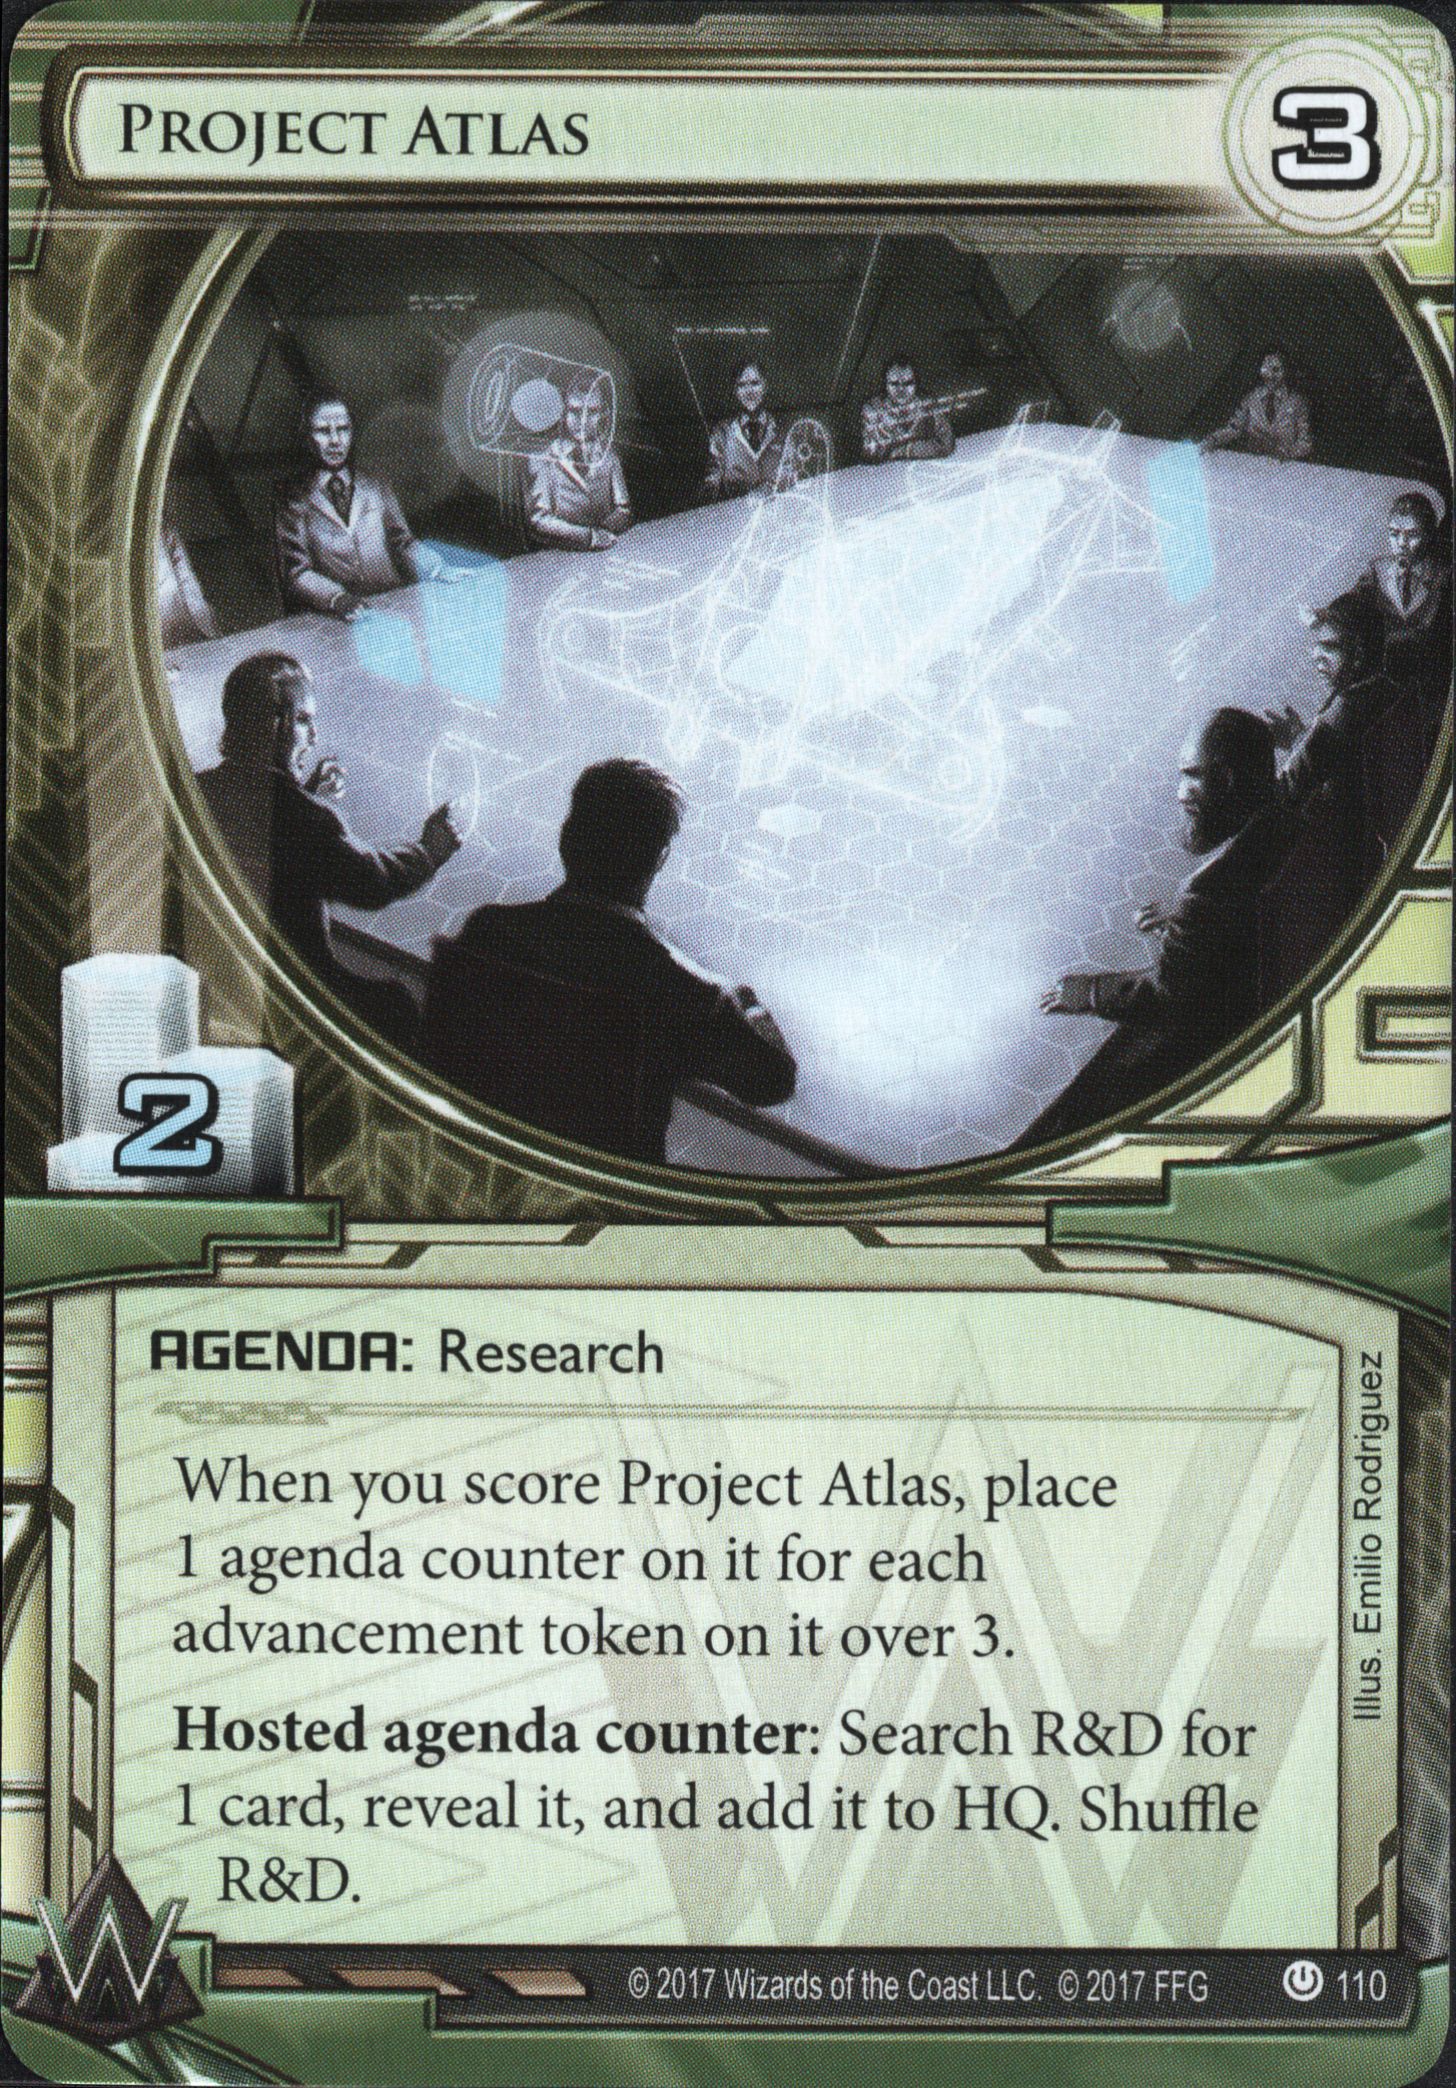 PROJECT ATLAS
3
2
AGENDA: Research
When you score Project Atlas, place
1 agenda counter on it for each
advancement token on it over 3.
Hosted agenda counter: Search R&D for
1 card, reveal it, and add it to HQ. Shuffle
R&D.
Illus. Emilio Rodriguez
W
© 2017 Wizards of the Coast LLC. © 2017 FFG
110